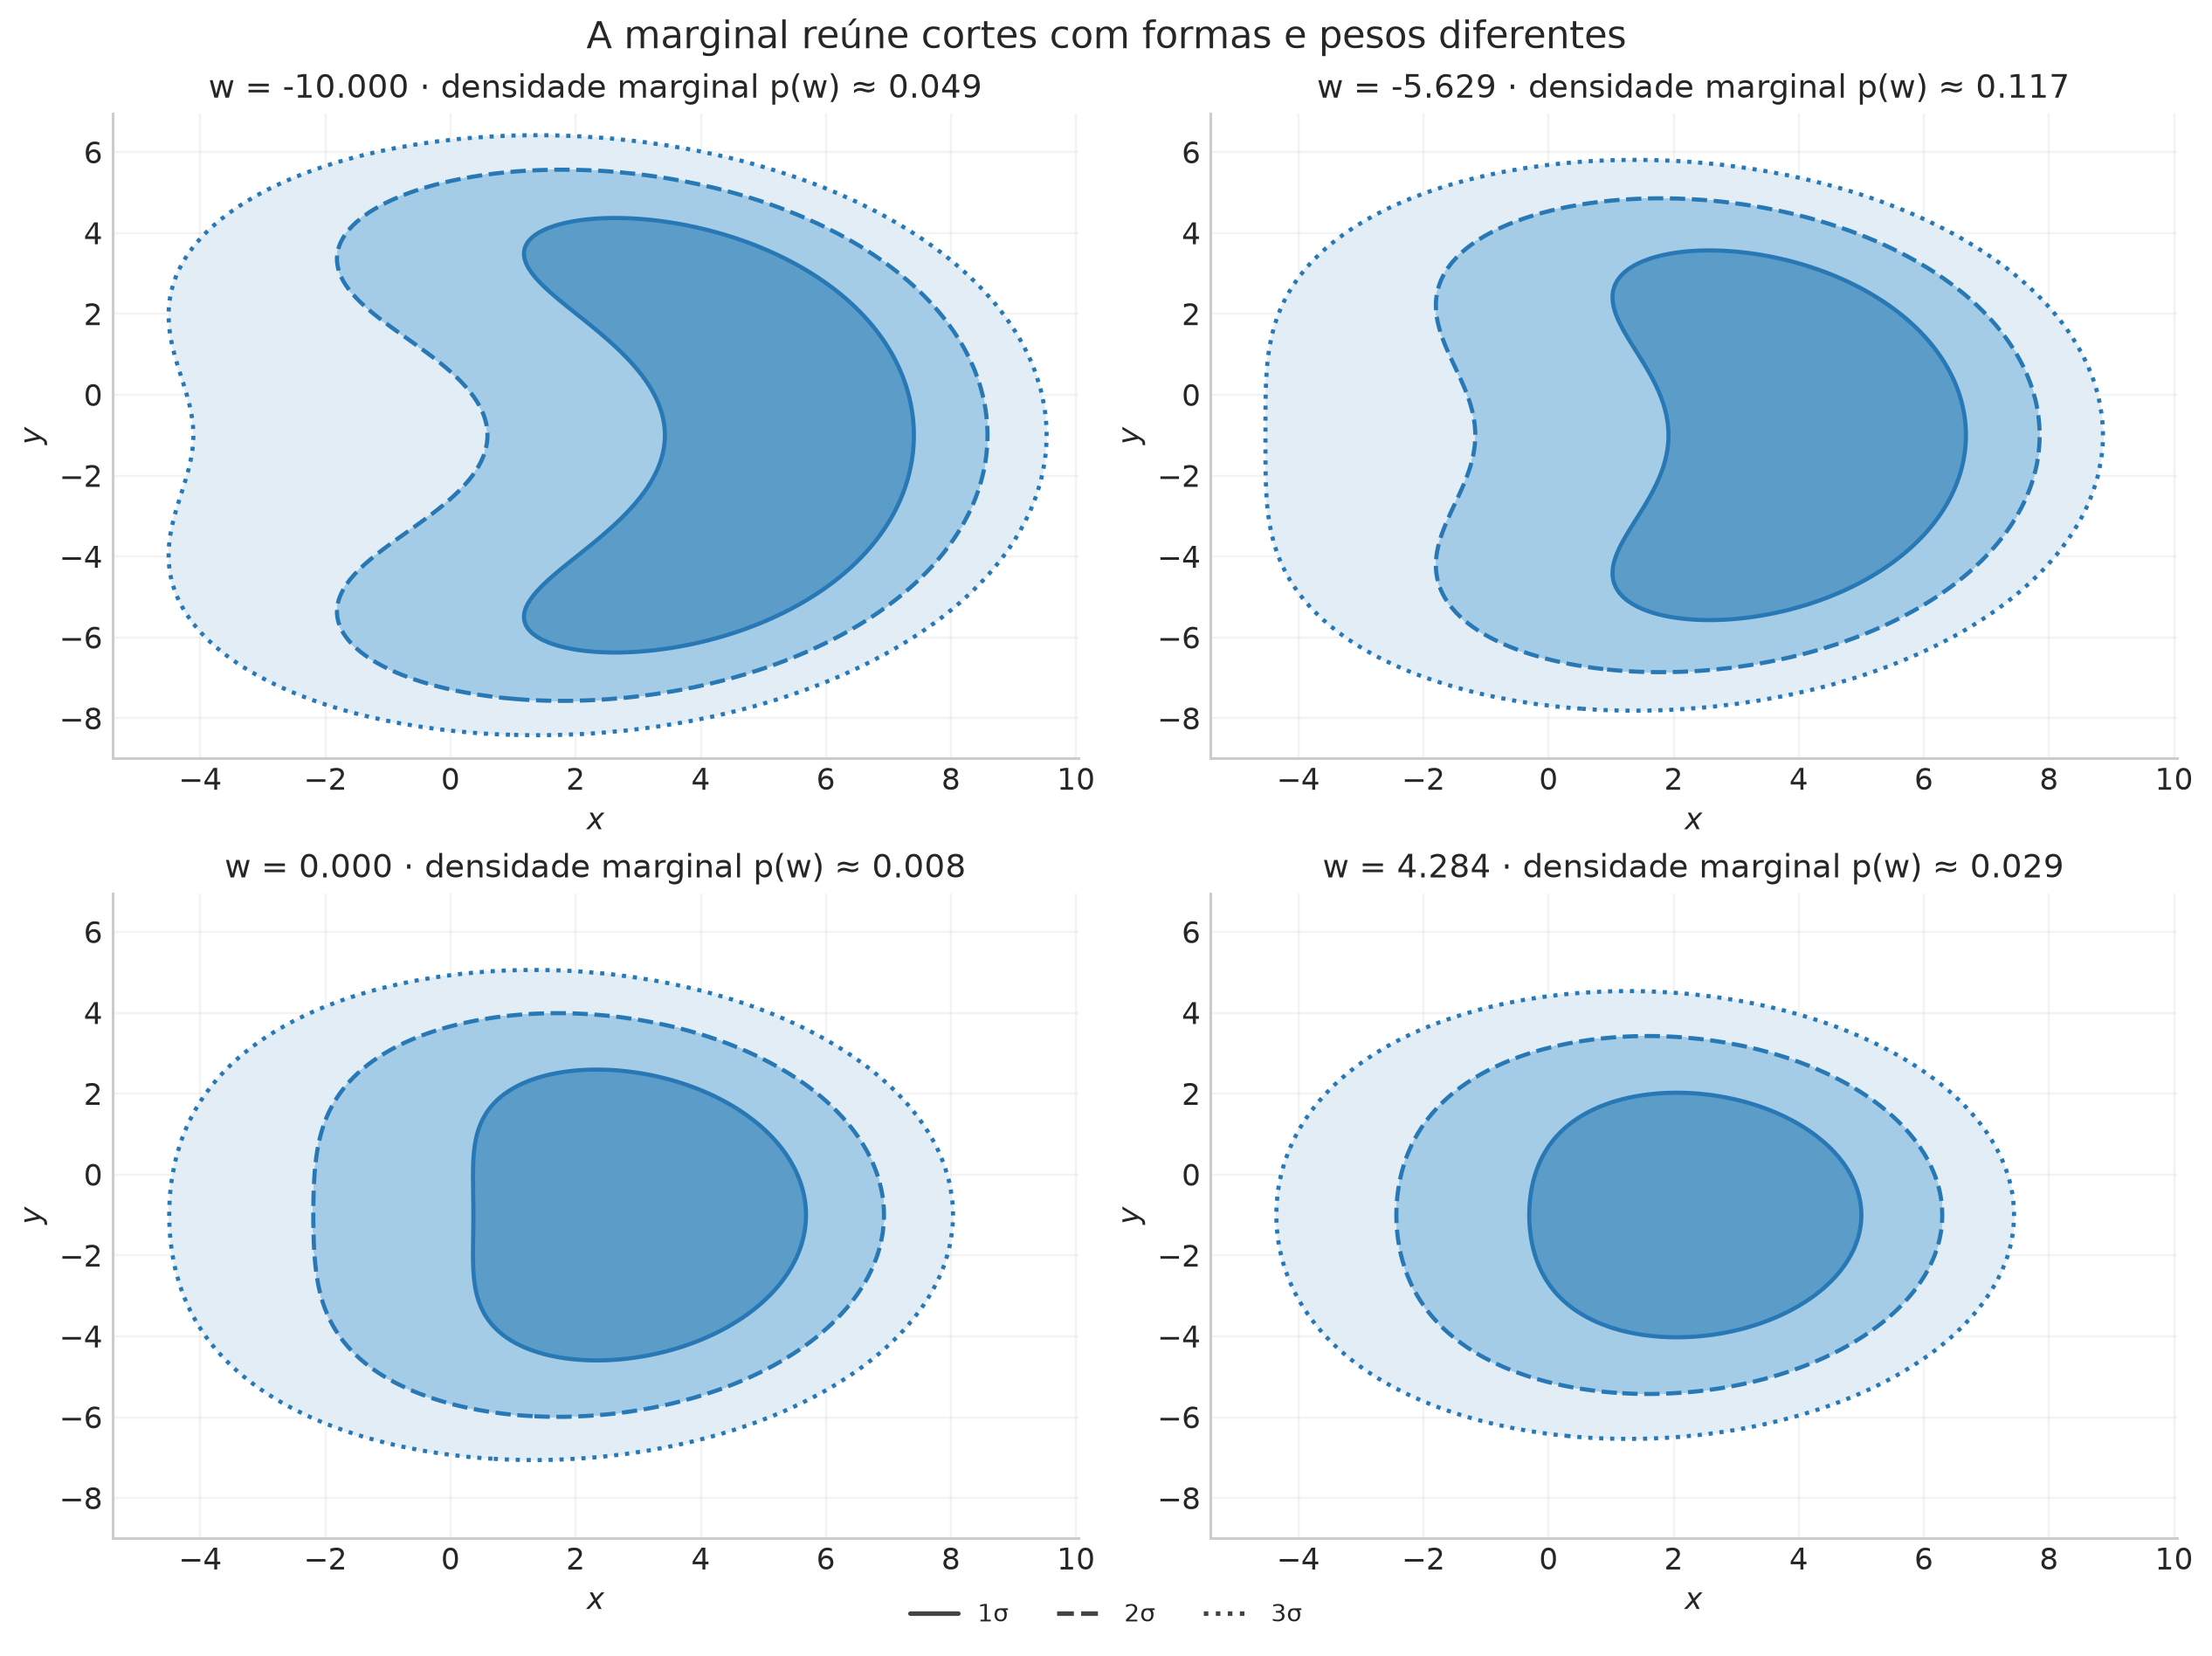 A marginal reúne cortes com formas e pesos diferentes
w = -10.000 · densidade marginal p(w) ≈ 0.049
6
4
2
0
−2
−4
−6
−8
y
−4 −2 0 2 4 6 8 10
x
w = -5.629 · densidade marginal p(w) ≈ 0.117
6
4
2
0
−2
−4
−6
−8
y
−4 −2 0 2 4 6 8 10
x
w = 0.000 · densidade marginal p(w) ≈ 0.008
6
4
2
0
−2
−4
−6
−8
y
−4 −2 0 2 4 6 8 10
x
w = 4.284 · densidade marginal p(w) ≈ 0.029
6
4
2
0
−2
−4
−6
−8
y
−4 −2 0 2 4 6 8 10
x
1σ 2σ 3σ